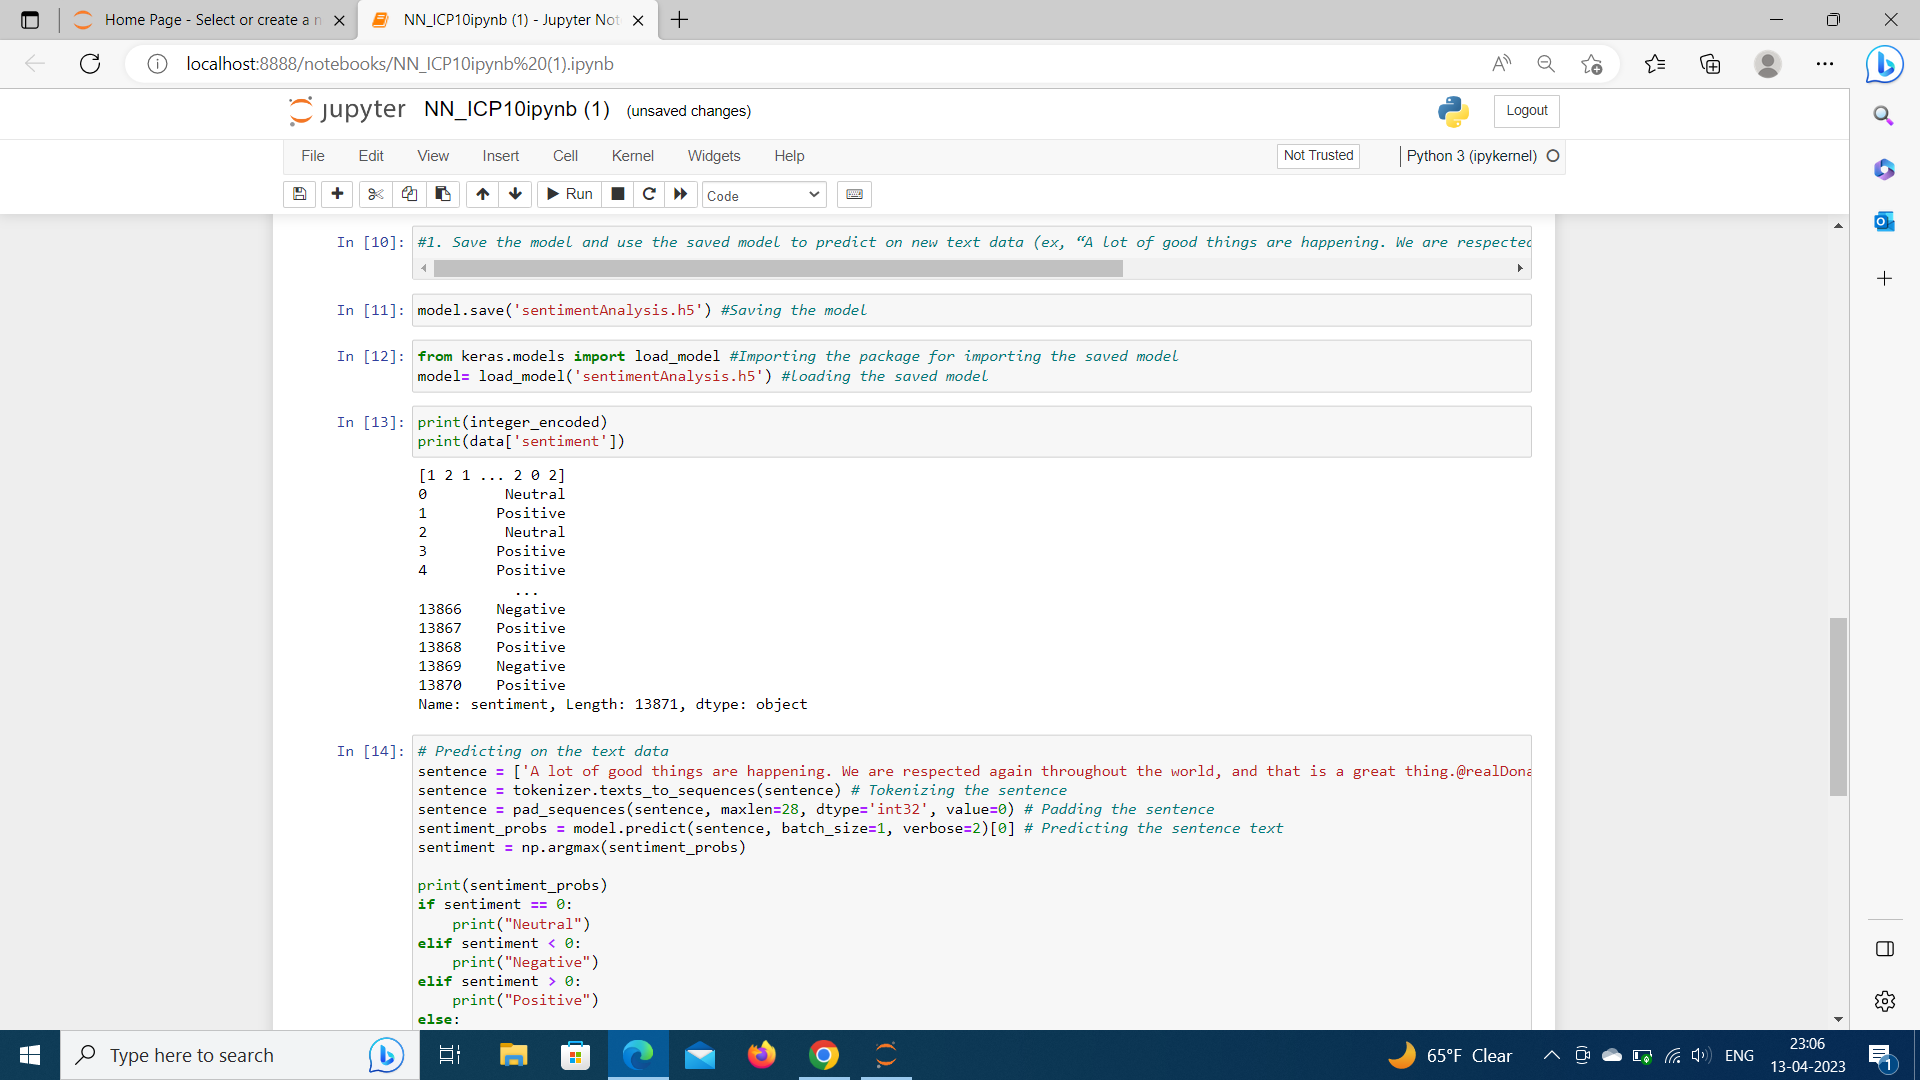 Home Page - Select or create a n
NN_ICP10ipynb (1) - Jupyter Not
localhost:8888/notebooks/NN_ICP10ipynb%20(1).ipynb
jupyter NN_ICP10ipynb (1) (unsaved changes)
Logout
File Edit View Insert Cell Kernel Widgets Help
Not Trusted
Python 3 (ipykernel)
Run
Code
In [10]: #1. Save the model and use the saved model to predict on new text data (ex, “A lot of good things are happening. We are respected
In [11]: model.save('sentimentAnalysis.h5') #Saving the model
In [12]: from keras.models import load_model #Importing the package for importing the saved model
model= load_model('sentimentAnalysis.h5') #loading the saved model
In [13]: print(integer_encoded)
print(data['sentiment'])
[1 2 1 ... 2 0 2]
0 Neutral
1 Positive
2 Neutral
3 Positive
4 Positive
...
13866 Negative
13867 Positive
13868 Positive
13869 Negative
13870 Positive
Name: sentiment, Length: 13871, dtype: object
In [14]: # Predicting on the text data
sentence = ['A lot of good things are happening. We are respected again throughout the world, and that is a great thing.@realDona
sentence = tokenizer.texts_to_sequences(sentence) # Tokenizing the sentence
sentence = pad_sequences(sentence, maxlen=28, dtype='int32', value=0) # Padding the sentence
sentiment_probs = model.predict(sentence, batch_size=1, verbose=2)[0] # Predicting the sentence text
sentiment = np.argmax(sentiment_probs)
print(sentiment_probs)
if sentiment == 0:
print("Neutral")
elif sentiment < 0:
print("Negative")
elif sentiment > 0:
print("Positive")
else:
Type here to search
65°F Clear
ENG
23:06
13-04-2023
1